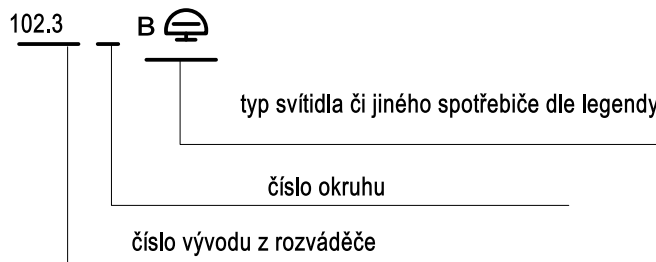 102.3 B
typ svítidla či jiného spotřebiče dle legendy
číslo okruhu
číslo vývodu z rozváděče